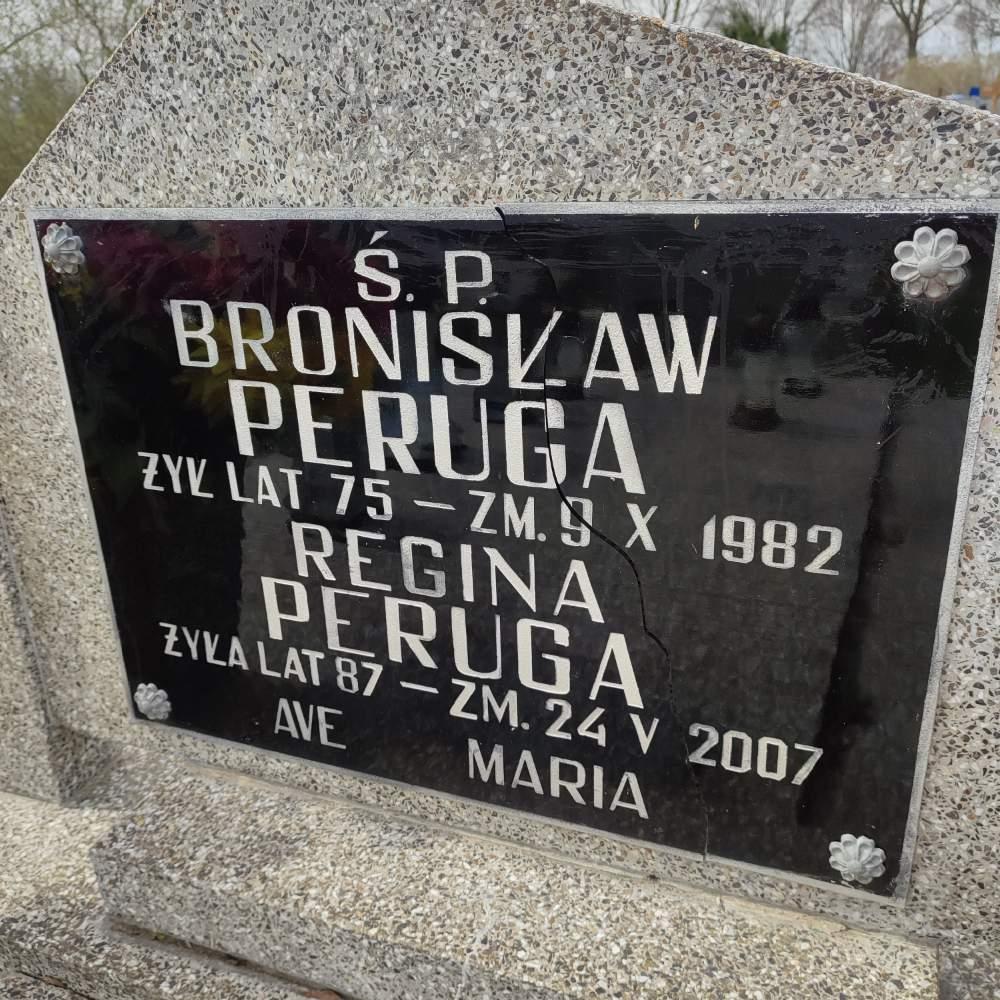 Ś. P.
BRONISŁAW
PERUGA
ŻYŁ LAT 75 – ZM. 9 X 1982
REGINA
PERUGA
ŻYŁA LAT 87 – ZM. 24 V 2007
AVE MARIA